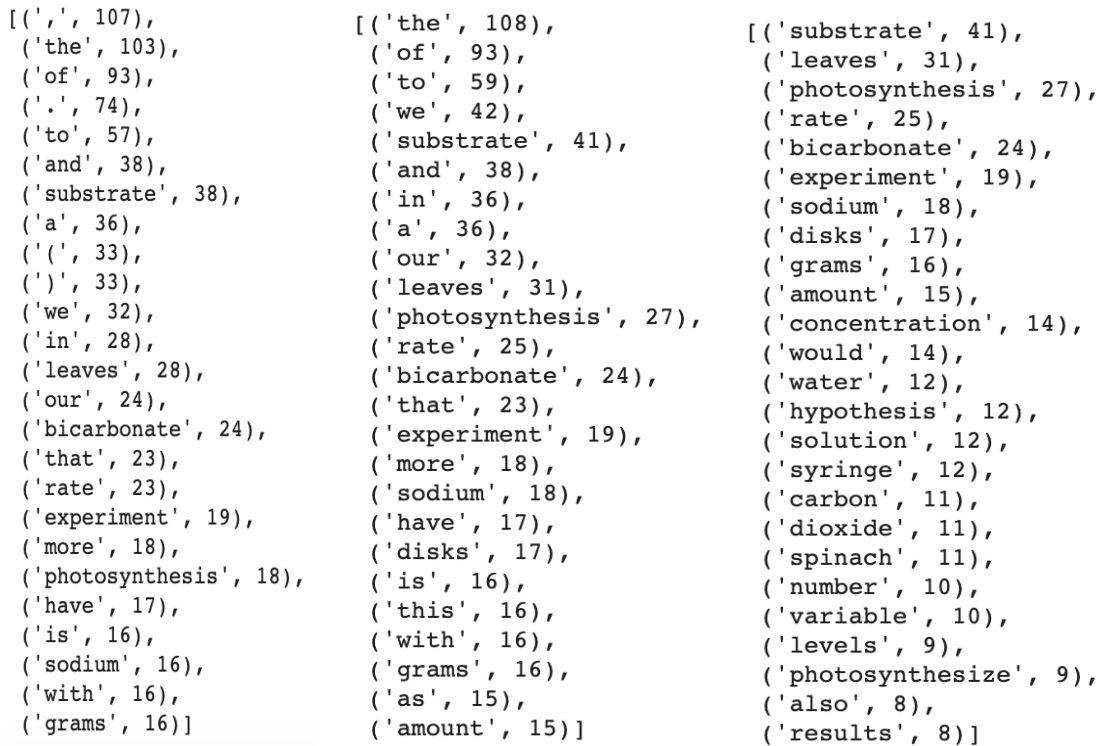 [(',', 107),
('the', 103),
('of', 93),
('.', 74),
('to', 57),
('and', 38),
('substrate', 38),
('a', 36),
('(', 33),
(')', 33),
('we', 32),
('in', 28),
('leaves', 28),
('our', 24),
('bicarbonate', 24),
('that', 23),
('rate', 23),
('experiment', 19),
('more', 18),
('photosynthesis', 18),
('have', 17),
('is', 16),
('sodium', 16),
('with', 16),
('grams', 16)]
[('the', 108),
('of', 93),
('to', 59),
('we', 42),
('substrate', 41),
('and', 38),
('in', 36),
('a', 36),
('our', 32),
('leaves', 31),
('photosynthesis', 27),
('rate', 25),
('bicarbonate', 24),
('that', 23),
('experiment', 19),
('more', 18),
('sodium', 18),
('have', 17),
('disks', 17),
('is', 16),
('this', 16),
('with', 16),
('grams', 16),
('as', 15),
('amount', 15)]
[('substrate', 41),
('leaves', 31),
('photosynthesis', 27),
('rate', 25),
('bicarbonate', 24),
('experiment', 19),
('sodium', 18),
('disks', 17),
('grams', 16),
('amount', 15),
('concentration', 14),
('would', 14),
('water', 12),
('hypothesis', 12),
('solution', 12),
('syringe', 12),
('carbon', 11),
('dioxide', 11),
('spinach', 11),
('number', 10),
('variable', 10),
('levels', 9),
('photosynthesize', 9),
('also', 8),
('results', 8)]